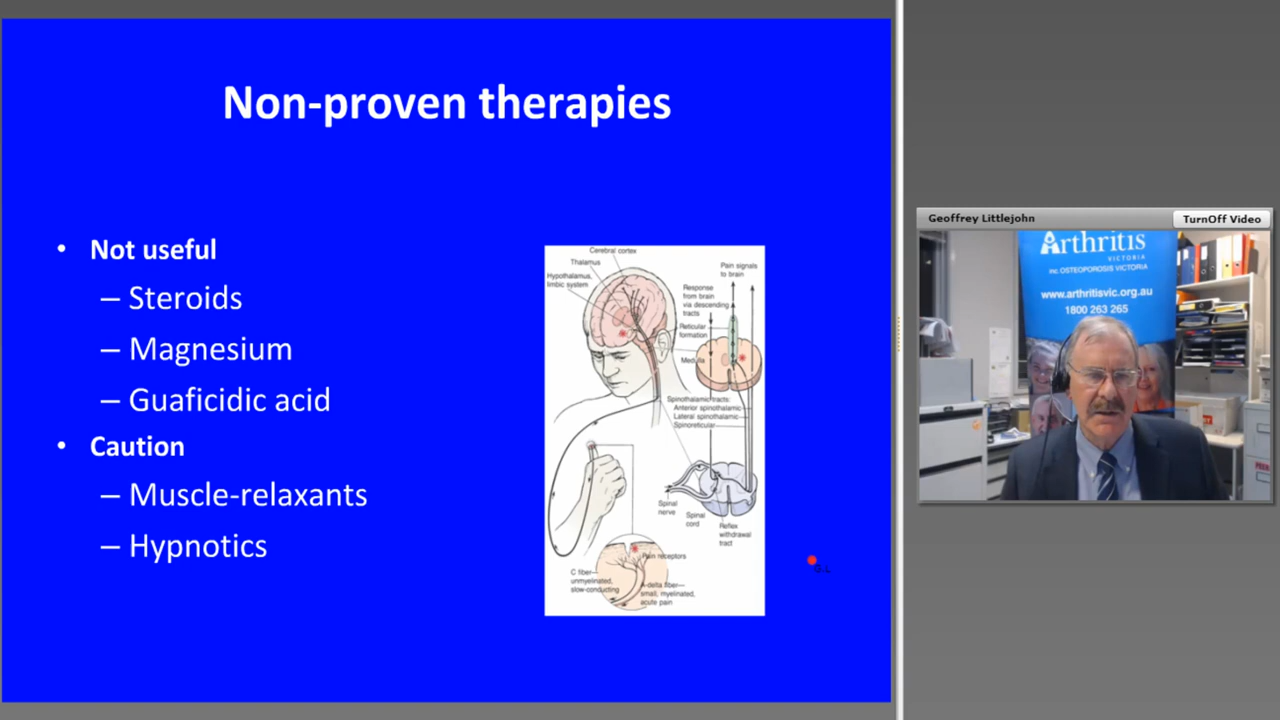 Non-proven therapies
• Not useful
– Steroids
– Magnesium
– Guaficidic acid
• Caution
– Muscle-relaxants
– Hypnotics
Cerebral cortex
Thalamus
Hypothalamus,
limbic system
Pain signals
to brain
Response
from brain
via descending
tracts
Reticular
formation
Medulla
Spinothalamic tracts:
Anterior spinothalamic
Lateral spinothalamic
Spinoreticular
Spinal
nerve
Spinal
cord
Reflex
withdrawal
tract
Pain receptors
C fiber—
unmyelinated,
slow-conducting
A-delta fiber—
small, myelinated,
acute pain
G.L
Geoffrey Littlejohn
TurnOff Video
Arthritis
VICTORIA
inc OSTEOPOROSIS VICTORIA
www.arthritisvic.org.au
1800 263 265